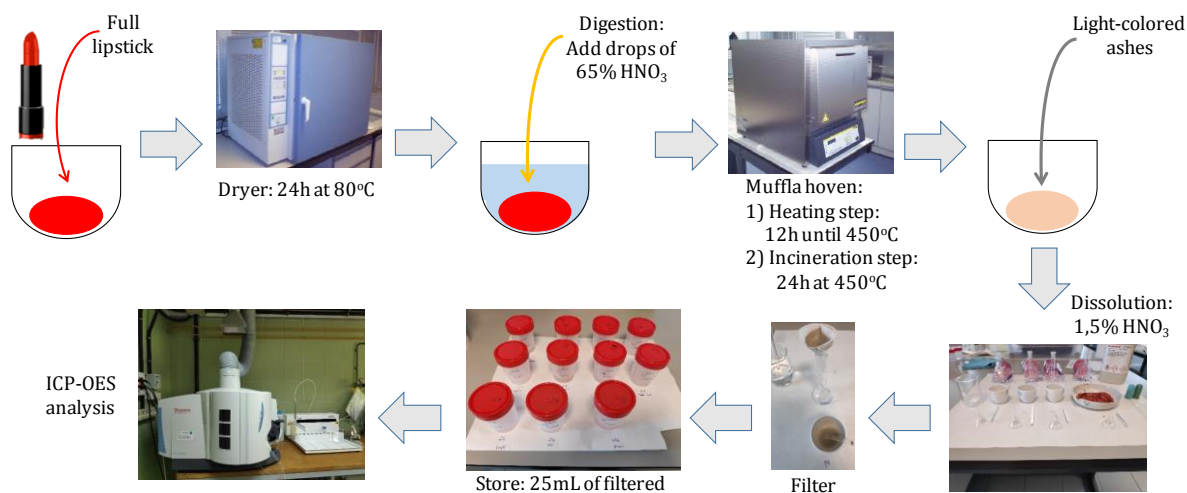 Full
lipstick
Dryer: 24h at 80°C
Digestion:
Add drops of
65% HNO₃
Muffla hoven:
1) Heating step:
12h until 450°C
2) Incineration step:
24h at 450°C
Light-colored
ashes
Dissolution:
1,5% HNO₃
Filter
Store: 25mL of filtered
ICP-OES
analysis